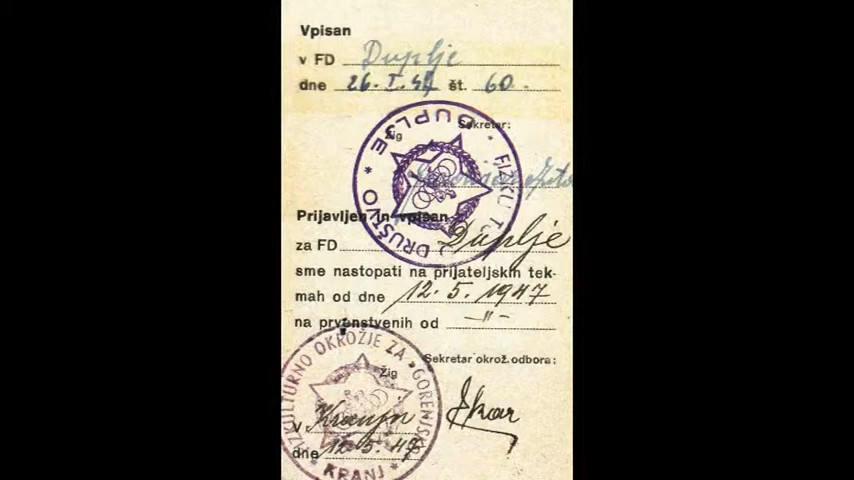 Vpisan
v FD Duplje
dne 26. I. 47 št. 60.
Žig Sekretar:
FIZKULT. DRUŠTVO * DUPLJE *
Prijavljen in vpisan
za FD Duplje
sme nastopati na prijateljskih tek-
mah od dne 12. 5. 1947
na prvenstvenih od -"-
FIZKULTURNO OKROŽJE ZA GORENJSKO * KRANJ *
Sekretar okrož. odbora:
Žig
v Kranju
dne 12. 5. 47